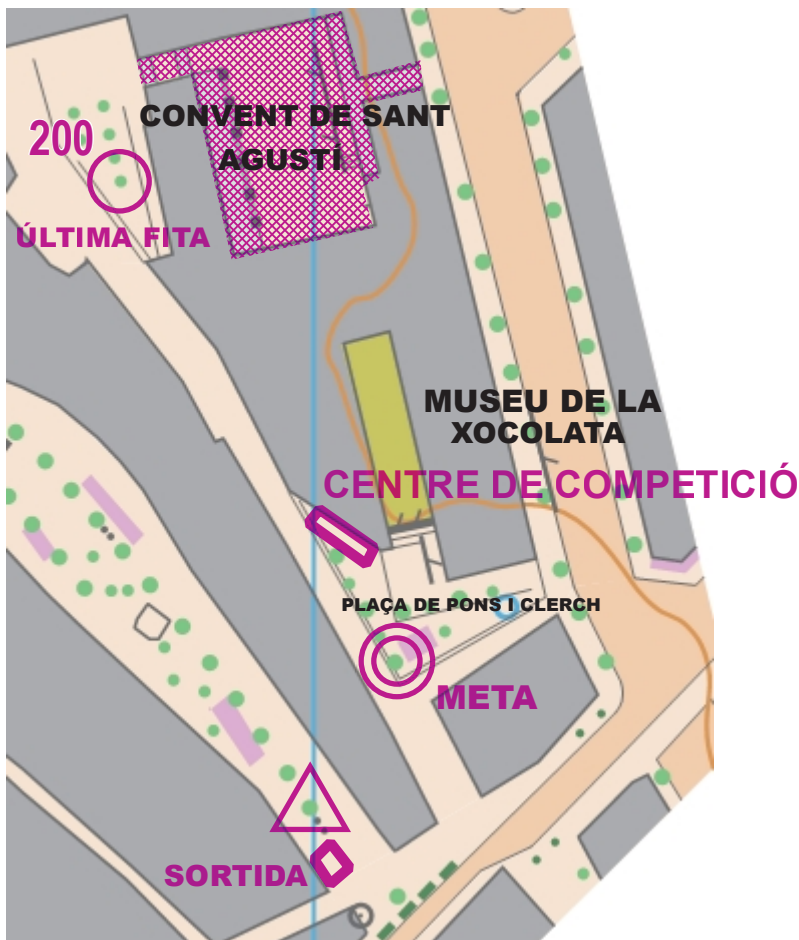 CONVENT DE SANT
AGUSTÍ
200
ÚLTIMA FITA
MUSEU DE LA
XOCOLATA
CENTRE DE COMPETICIÓ
PLAÇA DE PONS I CLERCH
META
SORTIDA